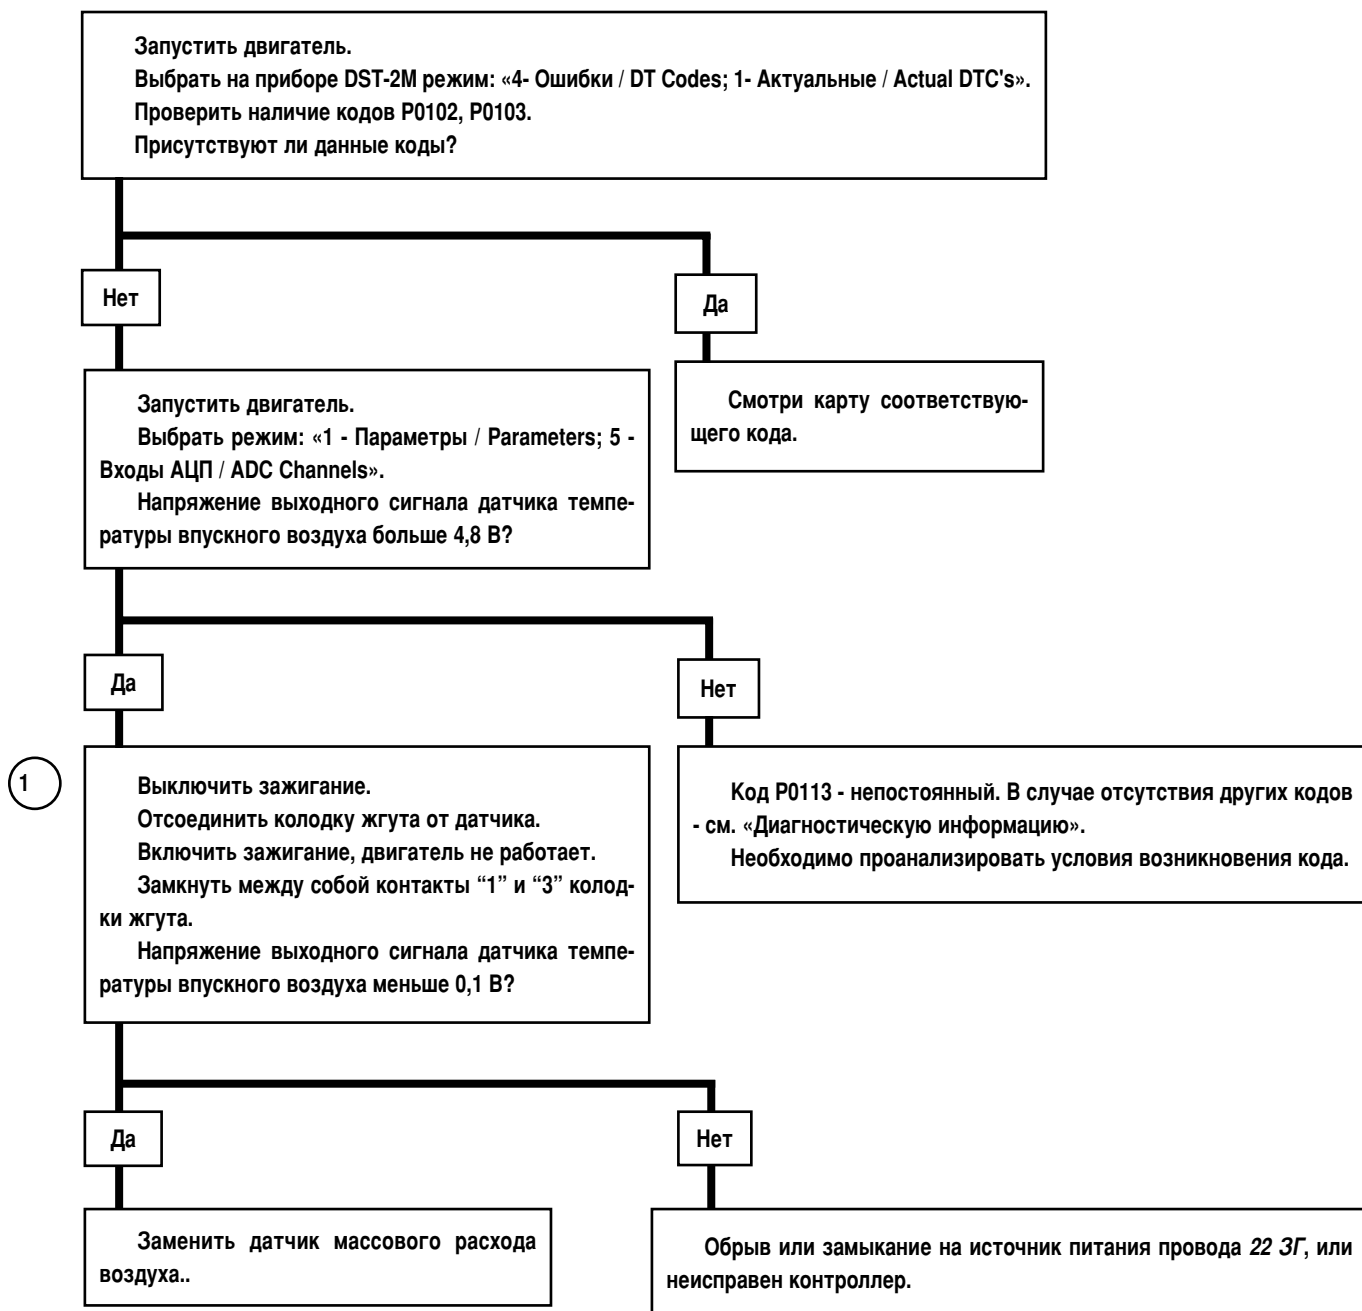 Запустить двигатель.
Выбрать на приборе DST-2M режим: «4- Ошибки / DT Codes; 1- Актуальные / Actual DTC's».
Проверить наличие кодов P0102, P0103.
Присутствуют ли данные коды?
Нет
Да
Запустить двигатель.
Выбрать режим: «1 - Параметры / Parameters; 5 -
Входы АЦП / ADC Channels».
Напряжение выходного сигнала датчика темпе-
ратуры впускного воздуха больше 4,8 В?
Смотри карту соответствую-
щего кода.
Да
Нет
1
Выключить зажигание.
Отсоединить колодку жгута от датчика.
Включить зажигание, двигатель не работает.
Замкнуть между собой контакты “1” и “3” колод-
ки жгута.
Напряжение выходного сигнала датчика темпе-
ратуры впускного воздуха меньше 0,1 В?
Код P0113 - непостоянный. В случае отсутствия других кодов
- см. «Диагностическую информацию».
Необходимо проанализировать условия возникновения кода.
Да
Нет
Заменить датчик массового расхода
воздуха..
Обрыв или замыкание на источник питания провода 22 ЗГ, или
неисправен контроллер.